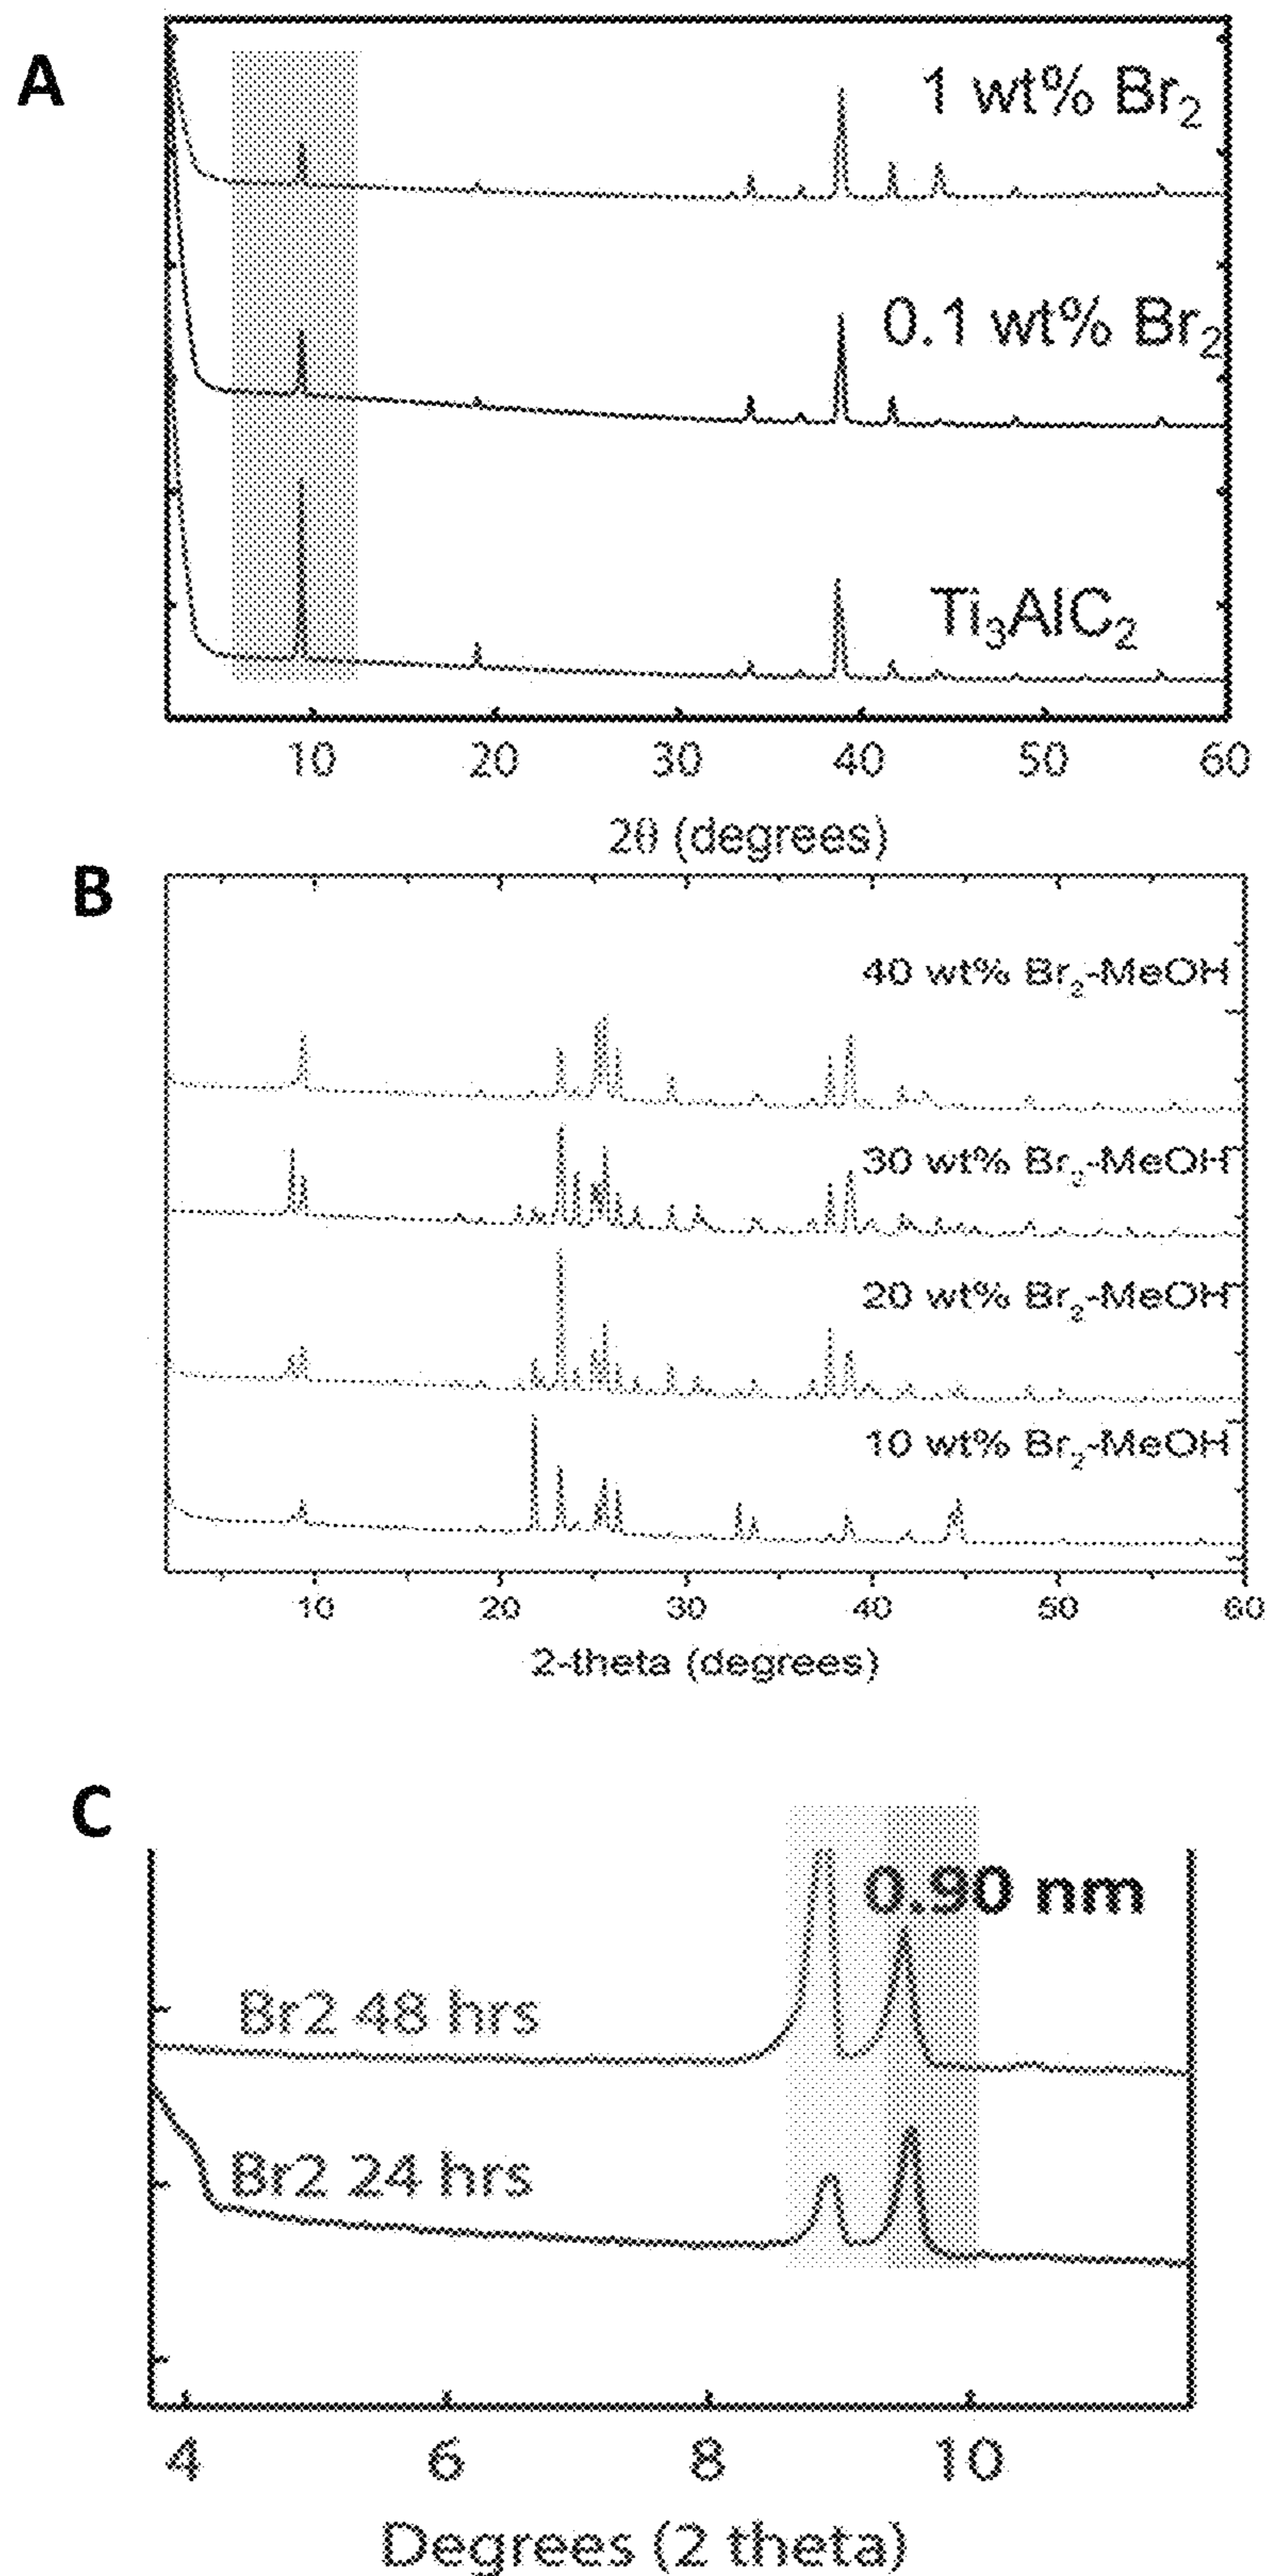 A
1 wt% Br2
0.1 wt% Br2
Ti3AlC2
10 20 30 40 50 60
2θ (degrees)
B
40 wt% Br2-MeOH
30 wt% Br2-MeOH
20 wt% Br2-MeOH
10 wt% Br2-MeOH
10 20 30 40 50 60
2-theta (degrees)
C
0.90 nm
Br2 48 hrs
Br2 24 hrs
4 6 8 10
Degrees (2 theta)